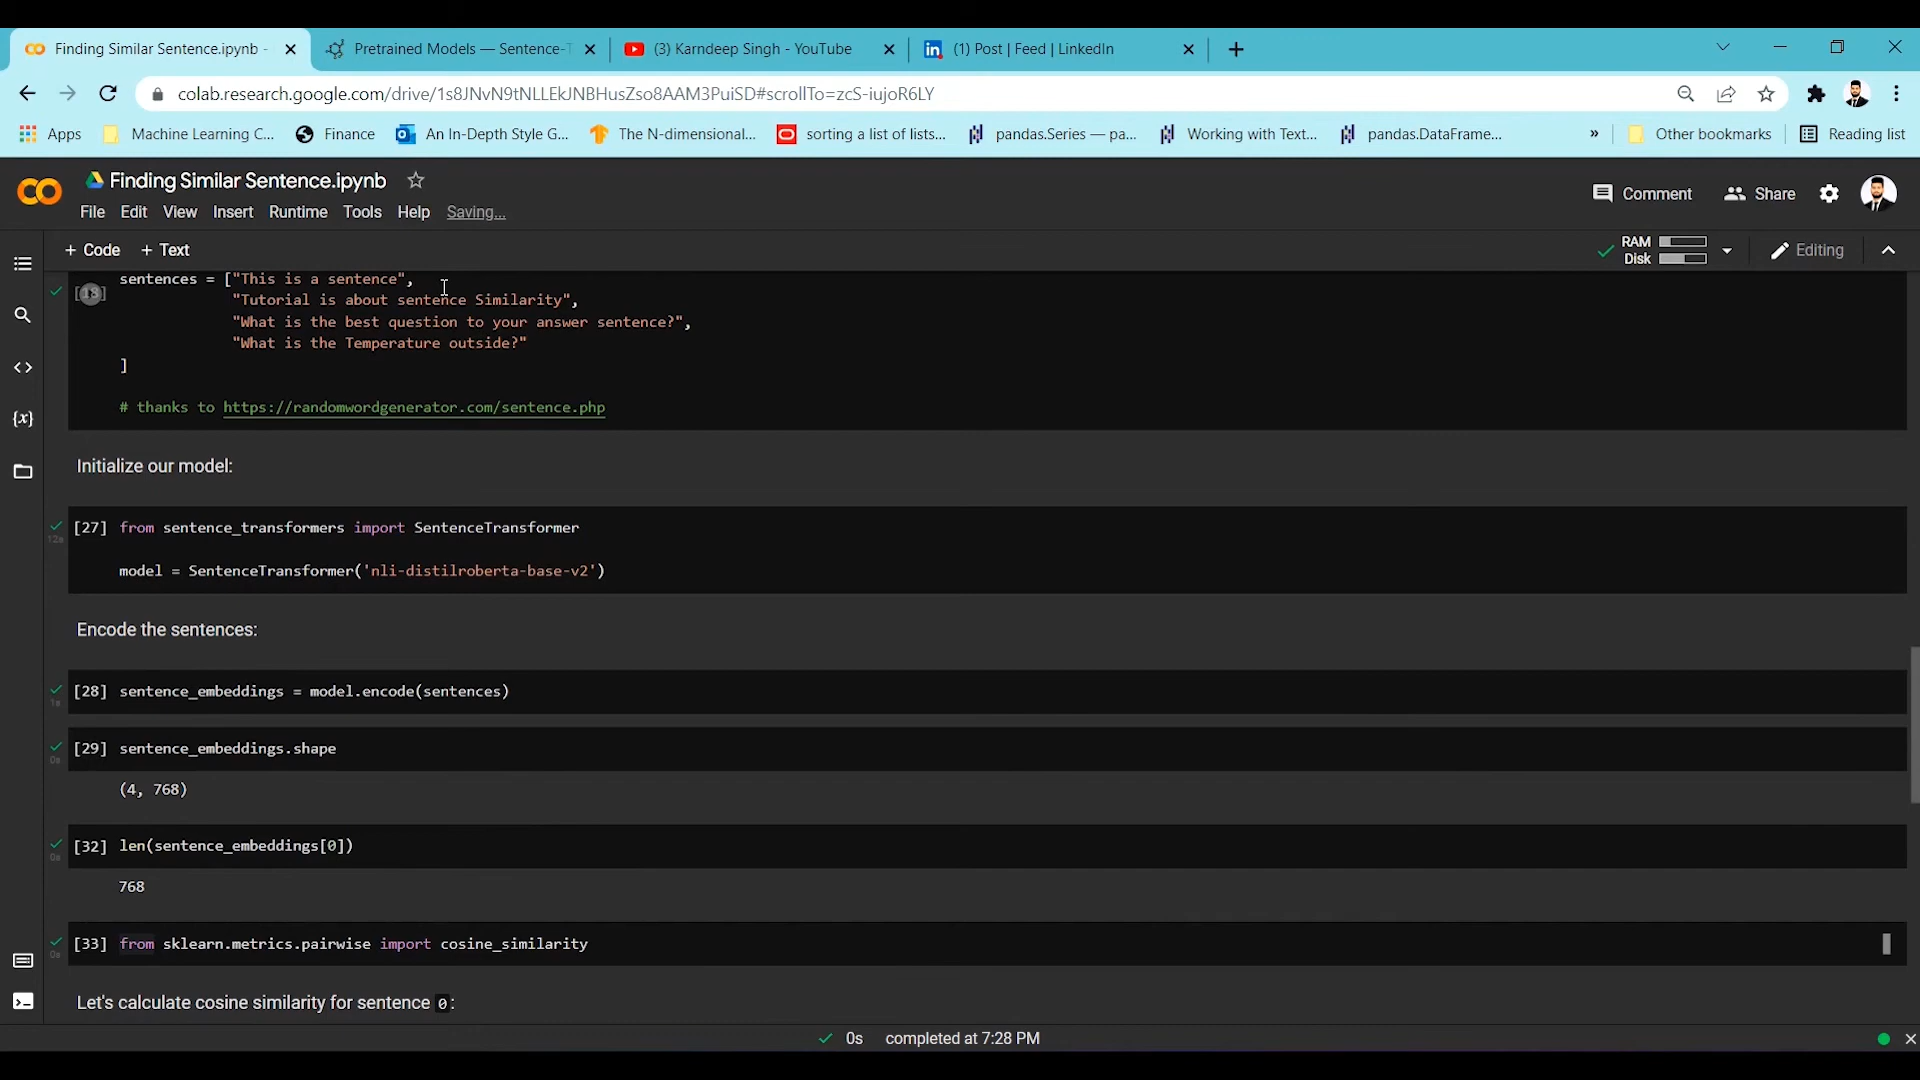 Finding Similar Sentence.ipynb -
Pretrained Models — Sentence-T
(3) Karndeep Singh - YouTube
(1) Post | Feed | LinkedIn
colab.research.google.com/drive/1s8JNvN9tNLLEkJNBHusZso8AAM3PuiSD#scrollTo=zcS-iujoR6LY
Apps
Machine Learning C...
Finance
An In-Depth Style G...
The N-dimensional...
sorting a list of lists...
pandas.Series — pa...
Working with Text...
pandas.DataFrame...
»
Other bookmarks
Reading list
Finding Similar Sentence.ipynb
Comment
Share
File Edit View Insert Runtime Tools Help Saving...
+ Code + Text
RAM
Disk
Editing
[18]
sentences = ["This is a sentence",
"Tutorial is about sentence Similarity",
"What is the best question to your answer sentence?",
"What is the Temperature outside?"
]
# thanks to https://randomwordgenerator.com/sentence.php
Initialize our model:
[27] from sentence_transformers import SentenceTransformer
12s
model = SentenceTransformer('nli-distilroberta-base-v2')
Encode the sentences:
[28] sentence_embeddings = model.encode(sentences)
1s
[29] sentence_embeddings.shape
0s
(4, 768)
[32] len(sentence_embeddings[0])
0s
768
[33] from sklearn.metrics.pairwise import cosine_similarity
0s
Let's calculate cosine similarity for sentence 0:
0s completed at 7:28 PM